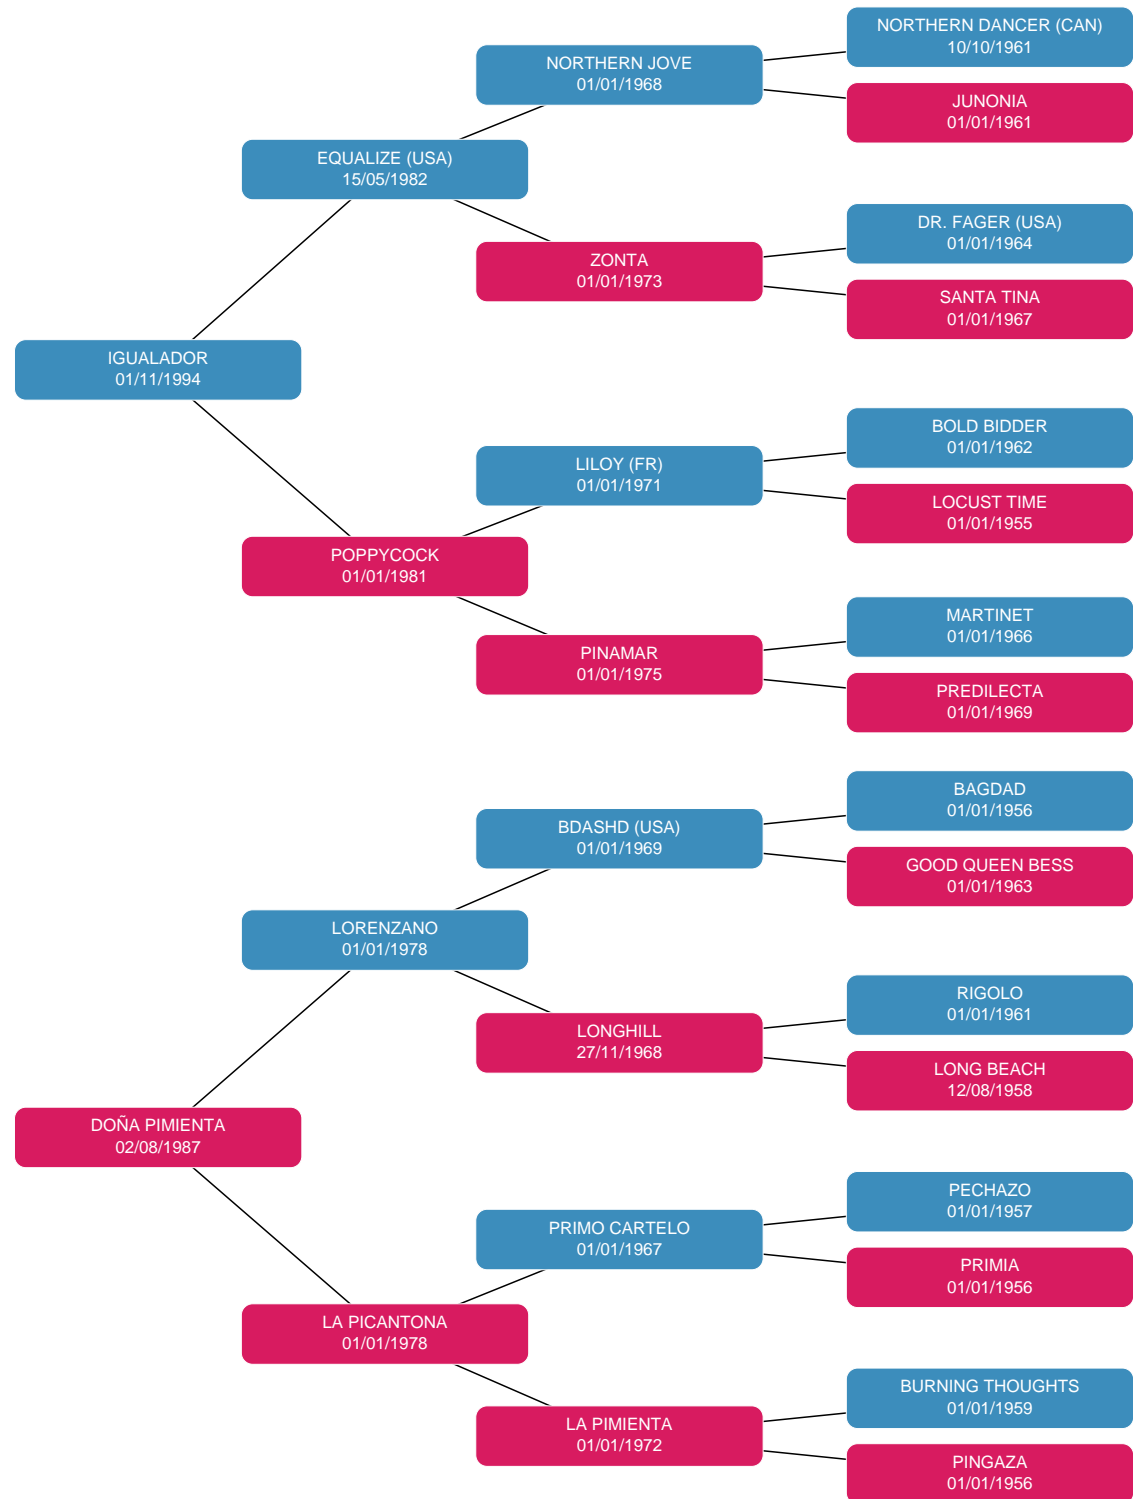 NORTHERN DANCER (CAN)
10/10/1961
NORTHERN JOVE
01/01/1968
JUNONIA
01/01/1961
EQUALIZE (USA)
15/05/1982
DR. FAGER (USA)
01/01/1964
ZONTA
01/01/1973
SANTA TINA
01/01/1967
IGUALADOR
01/11/1994
BOLD BIDDER
01/01/1962
LILOY (FR)
01/01/1971
LOCUST TIME
01/01/1955
POPPYCOCK
01/01/1981
MARTINET
01/01/1966
PINAMAR
01/01/1975
PREDILECTA
01/01/1969
BAGDAD
01/01/1956
BDASHD (USA)
01/01/1969
GOOD QUEEN BESS
01/01/1963
LORENZANO
01/01/1978
RIGOLO
01/01/1961
LONGHILL
27/11/1968
LONG BEACH
12/08/1958
DOÑA PIMIENTA
02/08/1987
PECHAZO
01/01/1957
PRIMO CARTELO
01/01/1967
PRIMIA
01/01/1956
LA PICANTONA
01/01/1978
BURNING THOUGHTS
01/01/1959
LA PIMIENTA
01/01/1972
PINGAZA
01/01/1956